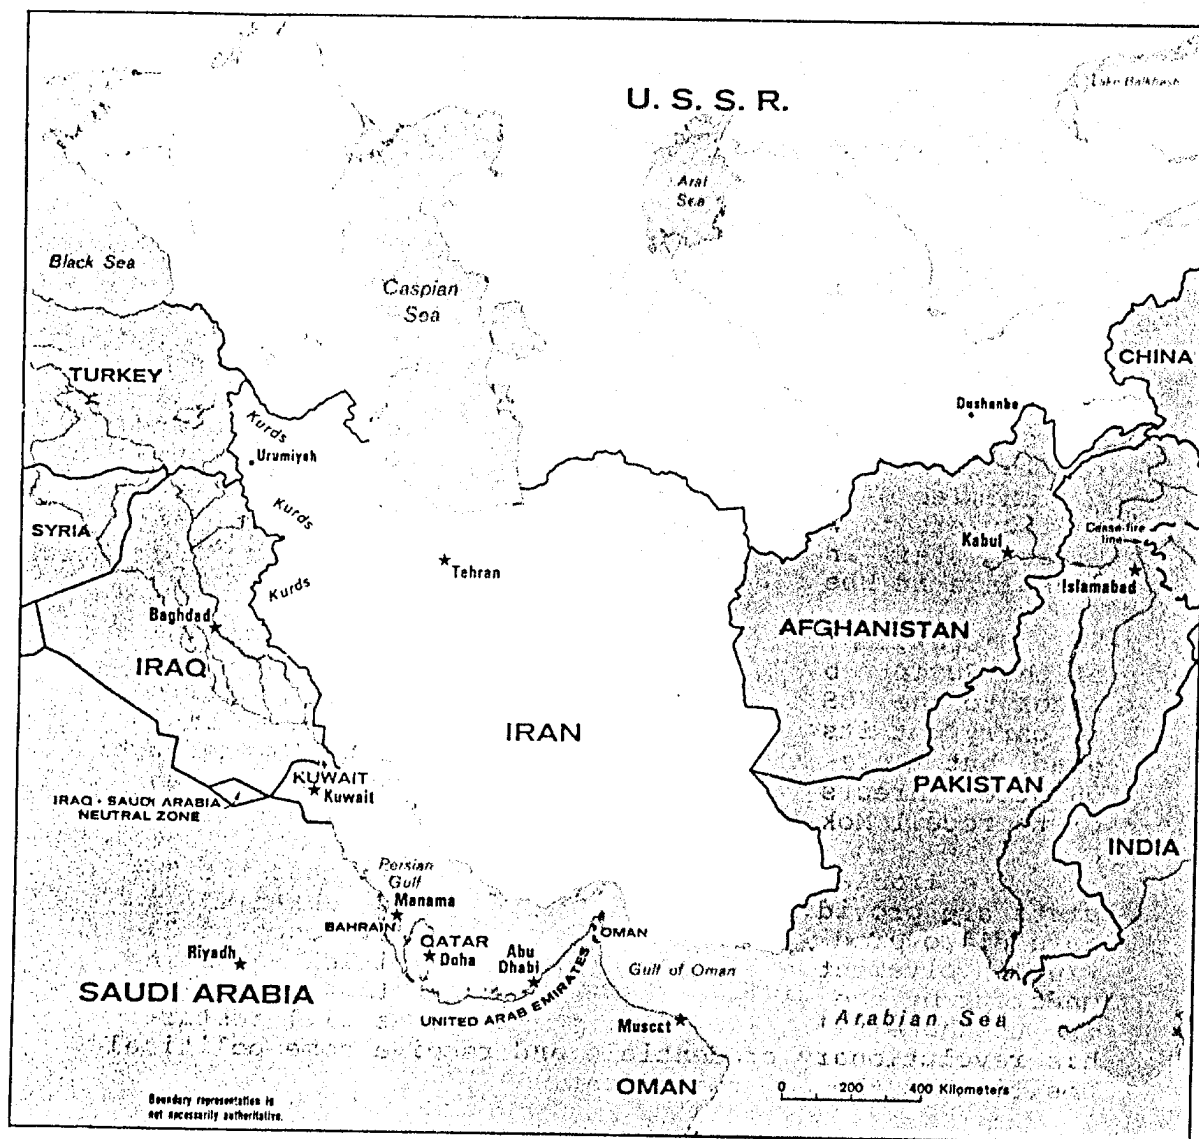 U. S. S. R.
Lake Balkhash
Aral
Sea
Black Sea
Caspian
Sea
CHINA
TURKEY
Dushanbe
Kurds
Urumiyeh
Kurds
SYRIA
Cease-fire
line
Kabul
Tehran
Islamabad
Kurds
Baghdad
AFGHANISTAN
IRAQ
IRAN
KUWAIT
Kuwait
PAKISTAN
IRAQ - SAUDI ARABIA
NEUTRAL ZONE
INDIA
Persian
Gulf
Manama
BAHRAIN
OMAN
QATAR
Doha
Abu
Dhabi
Riyadh
Gulf of Oman
SAUDI ARABIA
UNITED ARAB EMIRATES
Muscat
Arabian Sea
OMAN
0 200 400 Kilometers
Boundary representation is
not necessarily authoritative.